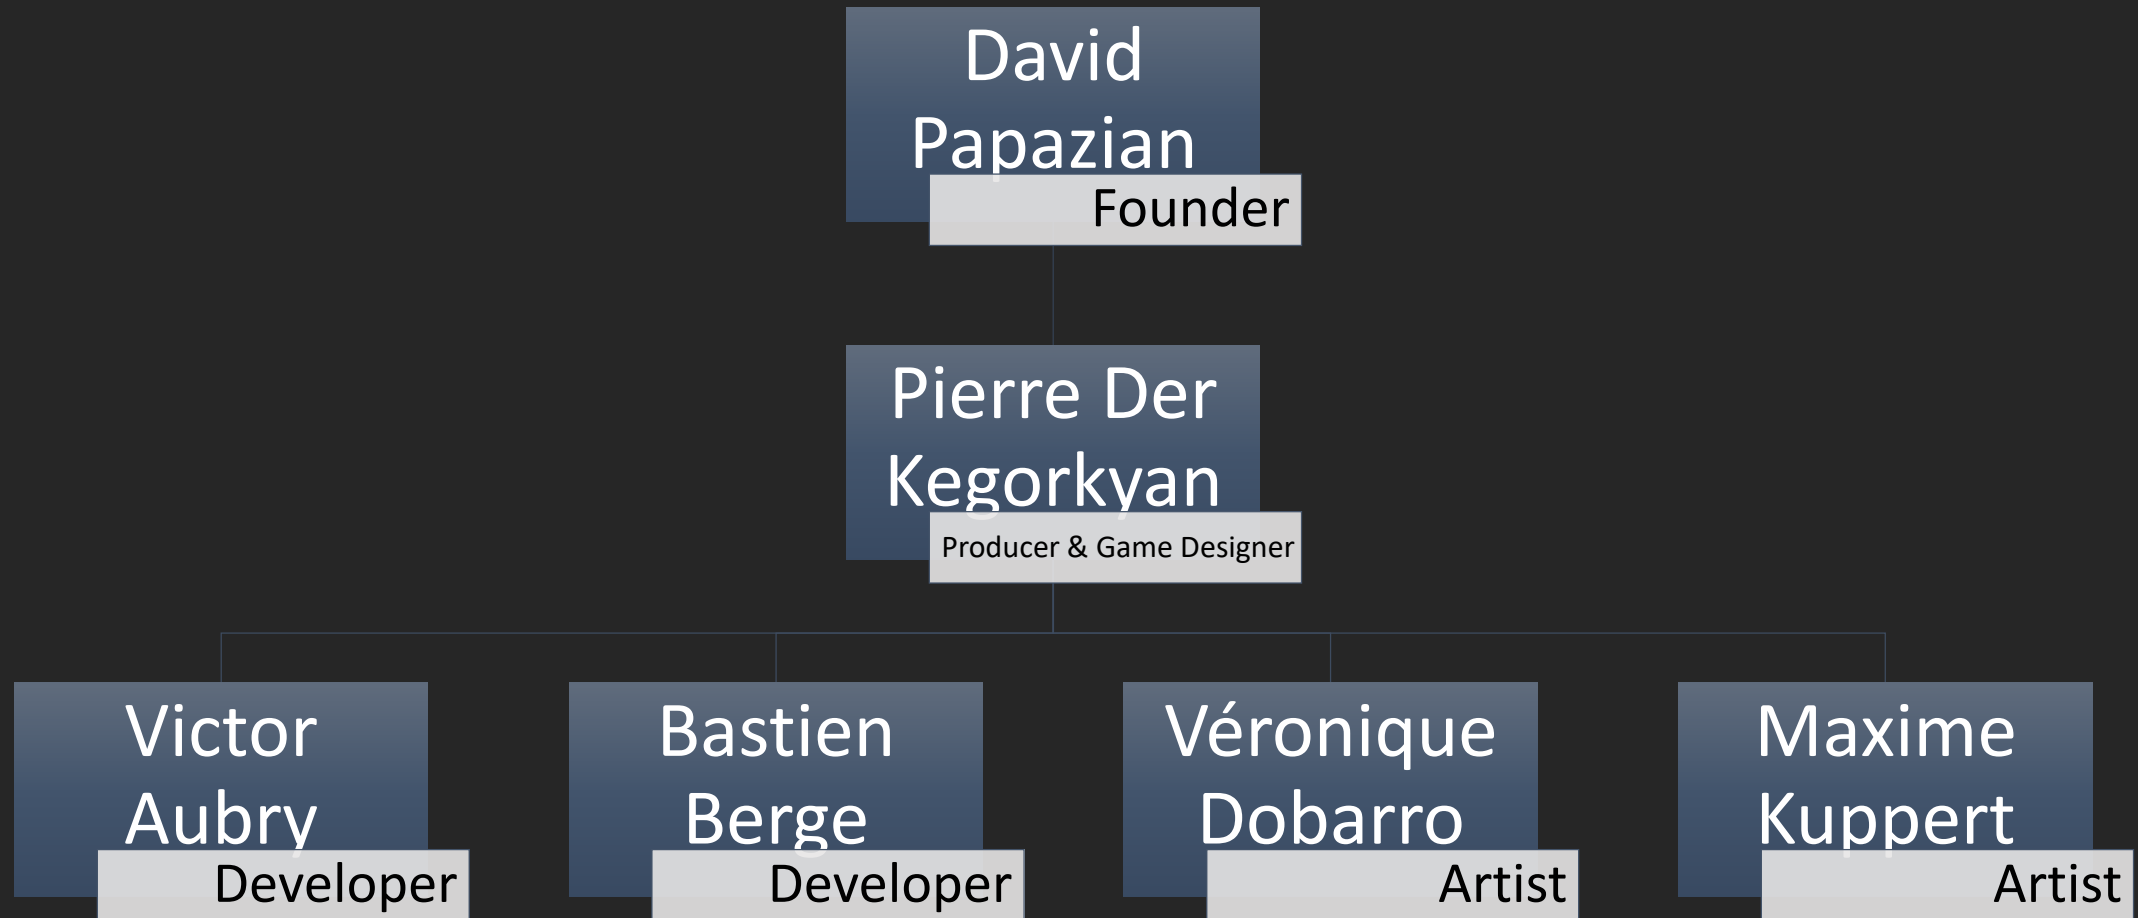 David
Papazian
Founder
Pierre Der
Kegorkyan
Producer & Game Designer
Victor
Aubry
Developer
Bastien
Berge
Developer
Véronique
Dobarro
Artist
Maxime
Kuppert
Artist